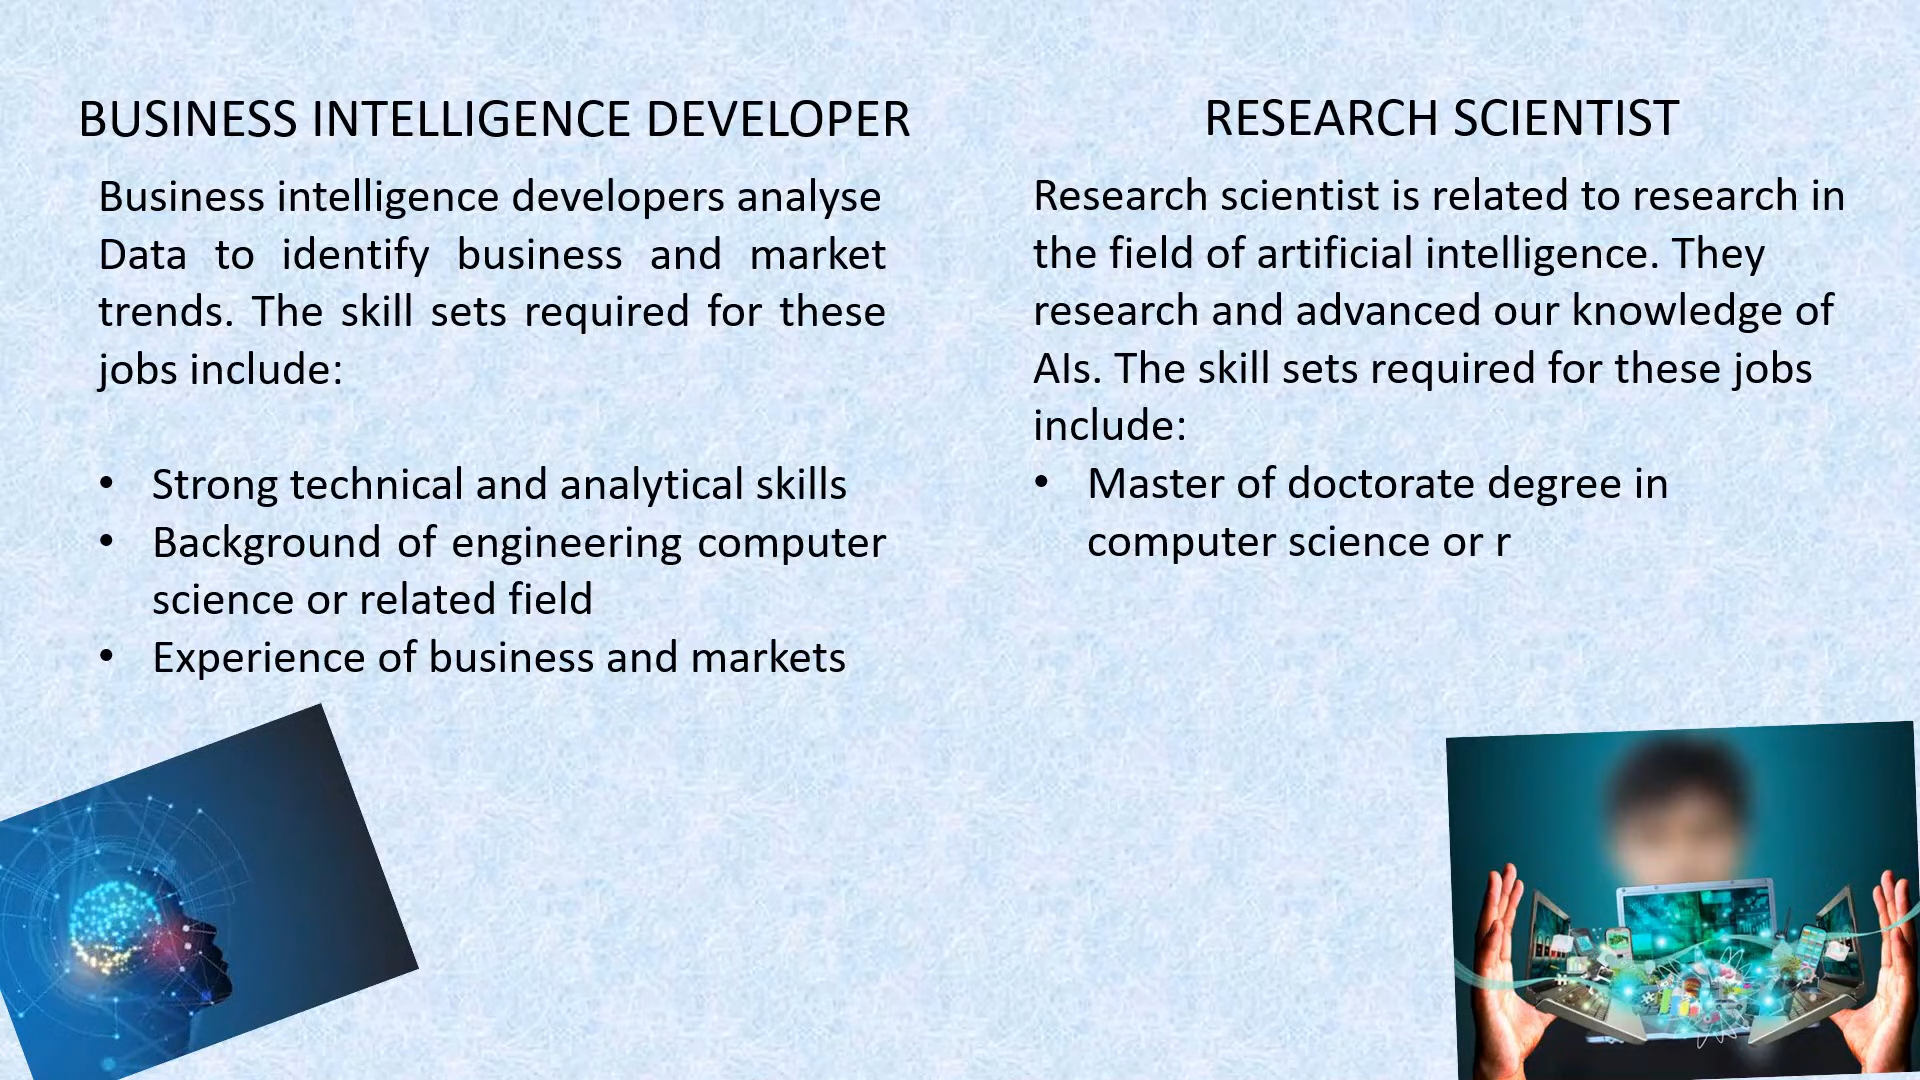 BUSINESS INTELLIGENCE DEVELOPER
Business intelligence developers analyse
Data to identify business and market
trends. The skill sets required for these
jobs include:
• Strong technical and analytical skills
• Background of engineering computer
science or related field
• Experience of business and markets
RESEARCH SCIENTIST
Research scientist is related to research in
the field of artificial intelligence. They
research and advanced our knowledge of
AIs. The skill sets required for these jobs
include:
• Master of doctorate degree in
computer science or r